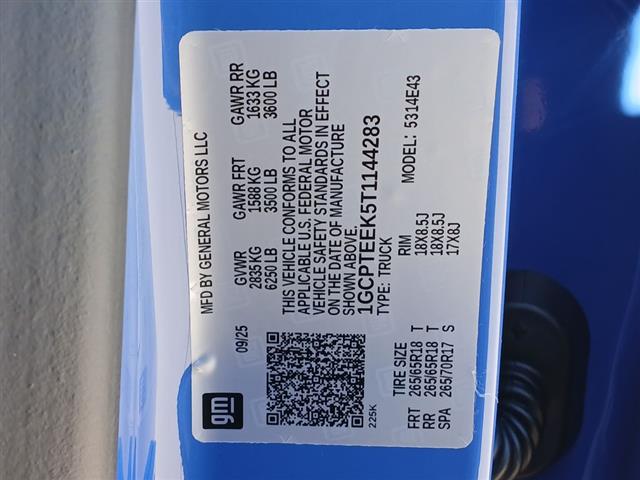 gm
09/25
MFD BY GENERAL MOTORS LLC
GVWR GAWR FRT GAWR RR
2835 KG 1588 KG 1633 KG
6250 LB 3500 LB 3600 LB
THIS VEHICLE CONFORMS TO ALL
APPLICABLE U.S. FEDERAL MOTOR
VEHICLE SAFETY STANDARDS IN EFFECT
ON THE DATE OF MANUFACTURE
SHOWN ABOVE.
1GCPTEEK5T1144283
TYPE: TRUCK MODEL: 5314E43
225K
TIRE SIZE RIM
FRT 265/65R18 T 18X8.5J
RR 265/65R18 T 18X8.5J
SPA 265/70R17 S 17X8J